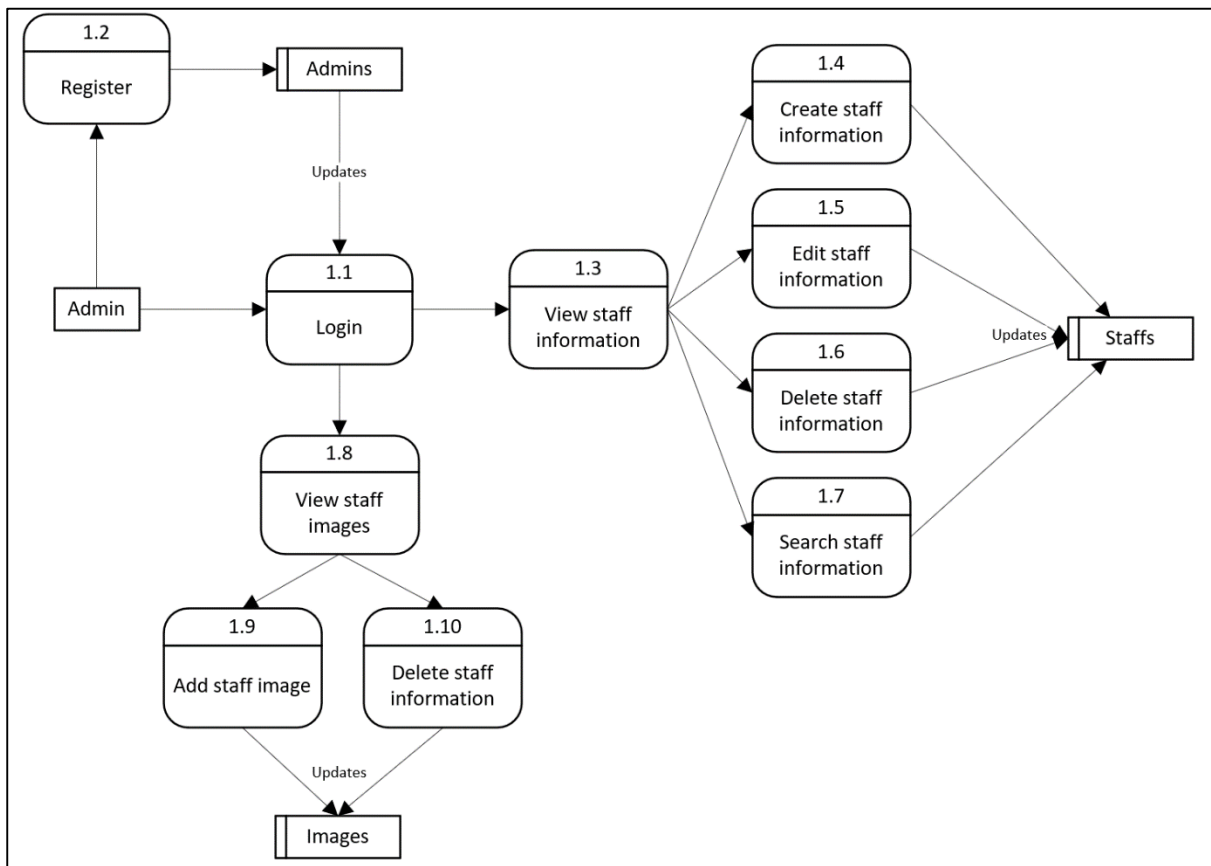 1.2
Register
Admins
Updates
Admin
1.1
Login
1.3
View staff
information
1.4
Create staff
information
1.5
Edit staff
information
1.6
Delete staff
information
1.7
Search staff
information
Updates
Staffs
1.8
View staff
images
1.9
Add staff image
1.10
Delete staff
information
Updates
Images